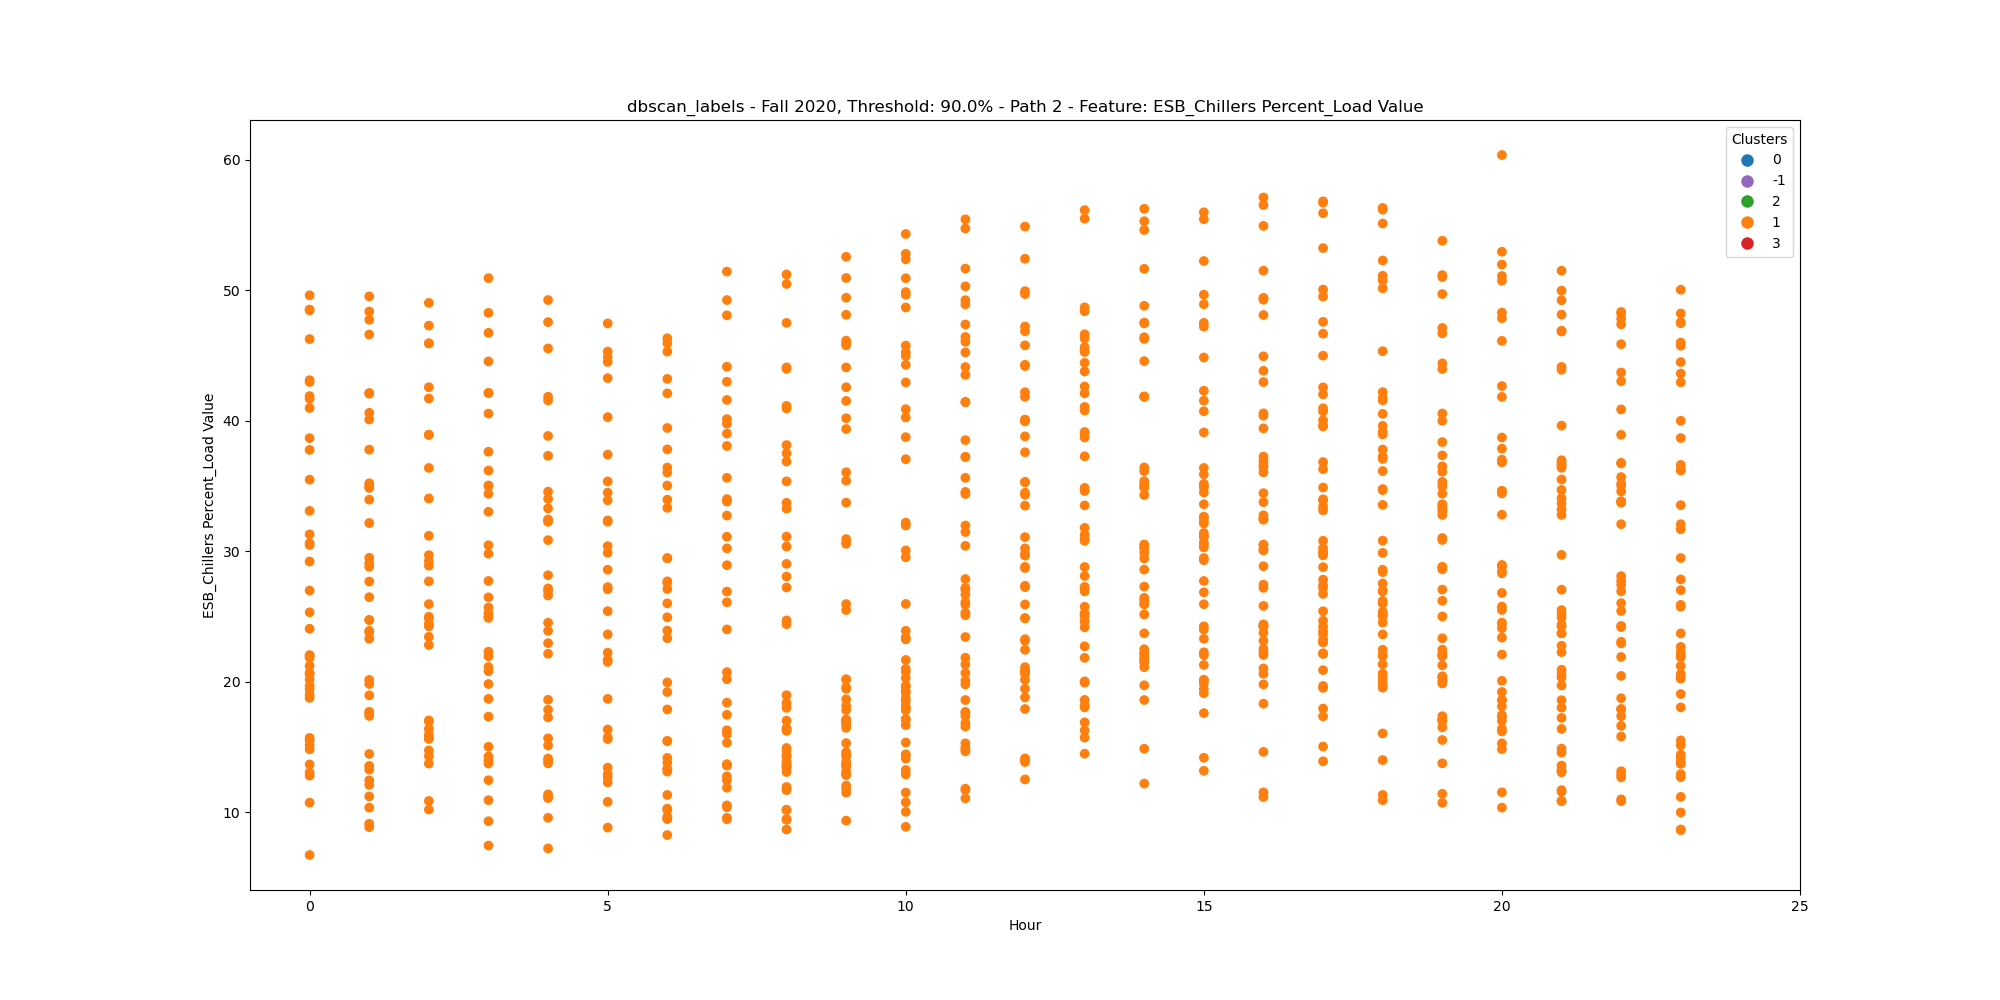 dbscan_labels - Fall 2020, Threshold: 90.0% - Path 2 - Feature: ESB_Chillers Percent_Load Value
Clusters
0
-1
2
1
3
60
50
40
30
20
10
ESB_Chillers Percent_Load Value
0 5 10 15 20 25
Hour